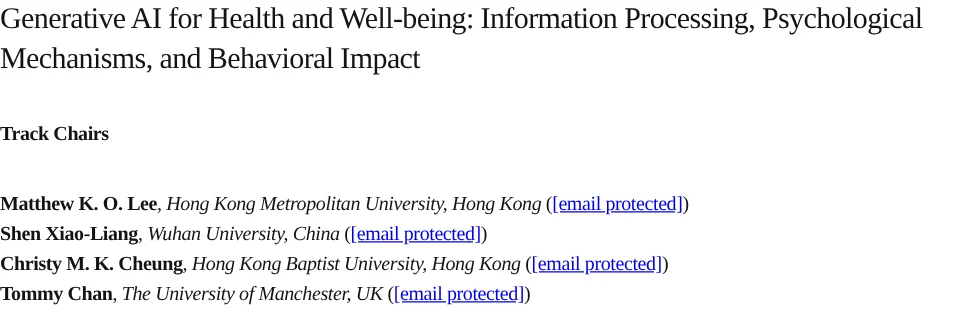 Generative AI for Health and Well-being: Information Processing, Psychological
Mechanisms, and Behavioral Impact
Track Chairs
Matthew K. O. Lee, Hong Kong Metropolitan University, Hong Kong ([email protected])
Shen Xiao-Liang, Wuhan University, China ([email protected])
Christy M. K. Cheung, Hong Kong Baptist University, Hong Kong ([email protected])
Tommy Chan, The University of Manchester, UK ([email protected])